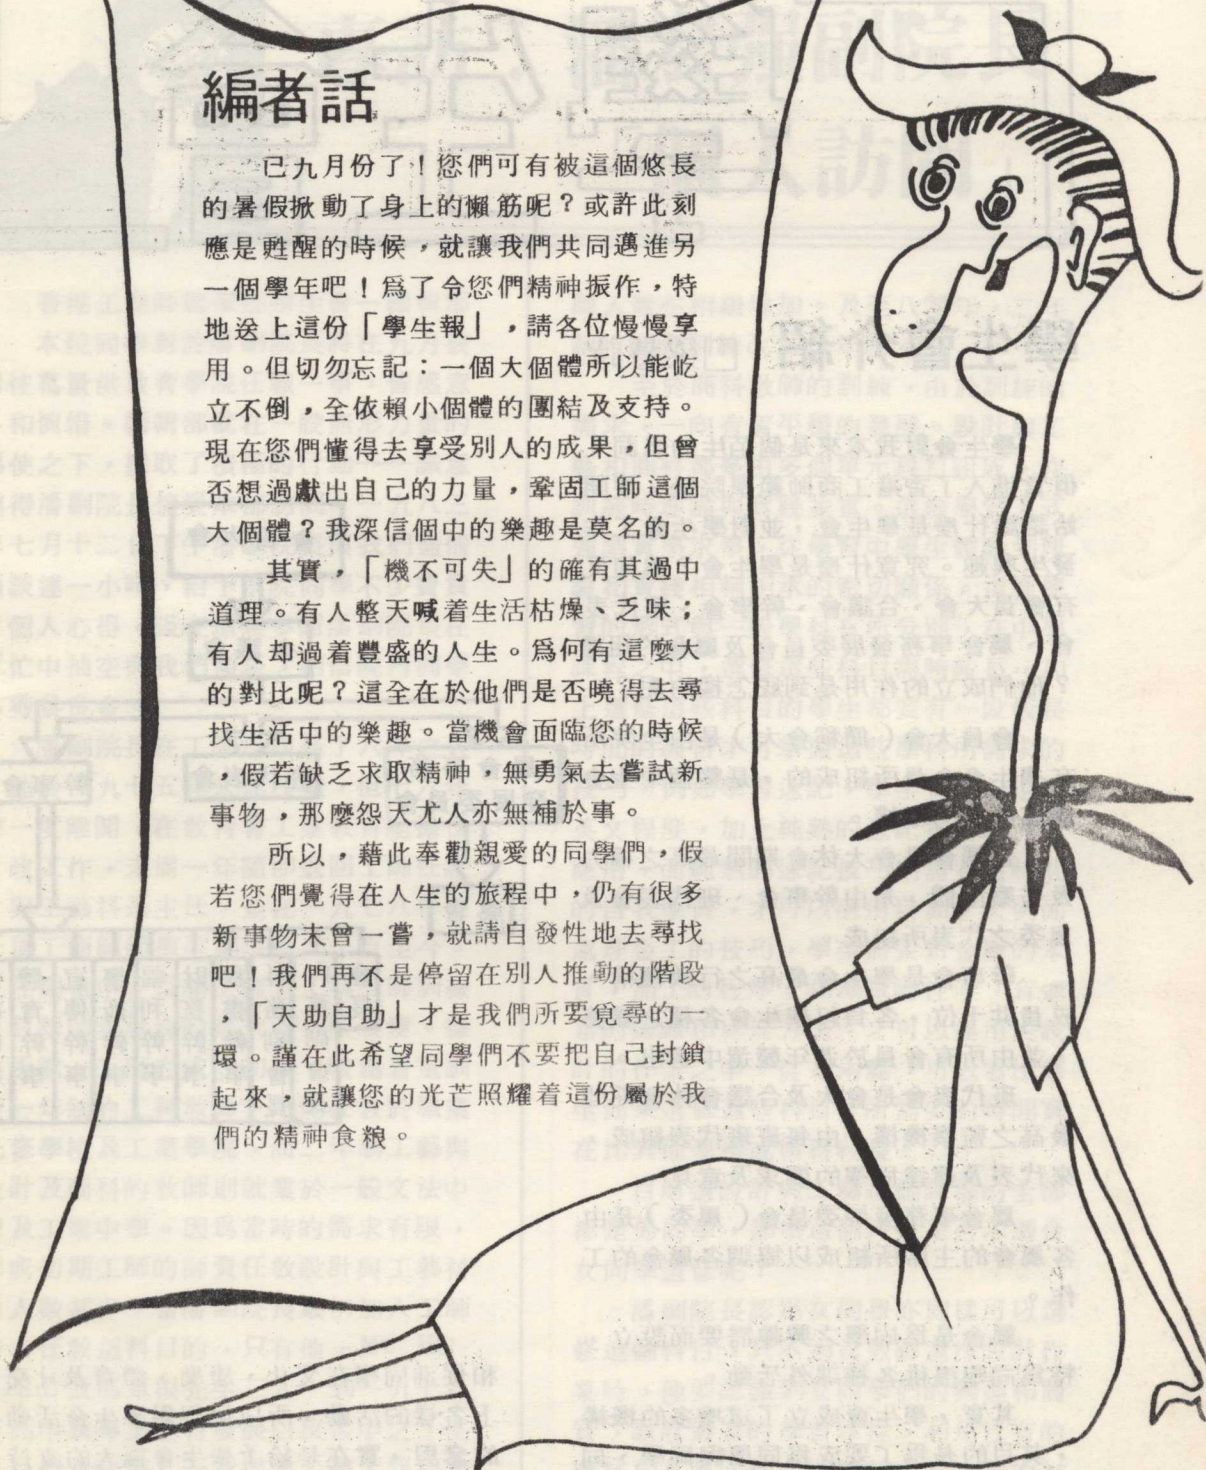 編者話
已九月份了！您們可有被這個悠長
的暑假掀動了身上的懶筋呢？或許此刻
應是甦醒的時候，就讓我們共同邁進另
一個學年吧！爲了令您們精神振作，特
地送上這份「學生報」，請各位慢慢享
用。但切勿忘記：一個大個體所以能屹
立不倒，全依賴小個體的團結及支持。
現在您們懂得去享受別人的成果，但曾
否想過獻出自己的力量，鞏固工師這個
大個體？我深信個中的樂趣是莫名的。
其實，「機不可失」的確有其過中
道理。有人整天喊着生活枯燥、乏味；
有人却過着豐盛的人生。爲何有這麼大
的對比呢？這全在於他們是否曉得去尋
找生活中的樂趣。當機會面臨您的時候
，假若缺乏求取精神，無勇氣去嘗試新
事物，那麼怨天尤人亦無補於事。
所以，藉此奉勸親愛的同學們，假
若您們覺得在人生的旅程中，仍有很多
新事物未曾一嘗，就請自發性地去尋找
吧！我們再不是停留在別人推動的階段
，「天助自助」才是我們所要覓尋的一
環。謹在此希望同學們不要把自己封鎖
起來，就讓您的光芒照耀着這份屬於我
們的精神食粮。